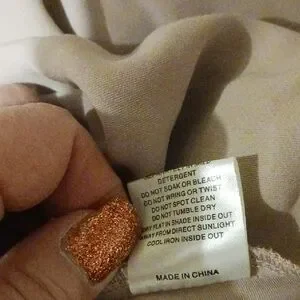 DETERGENT
DO NOT SOAK OR BLEACH
DO NOT WRING OR TWIST
DO NOT SPOT CLEAN
DO NOT TUMBLE DRY
DRY FLAT IN SHADE INSIDE OUT
AWAY FROM DIRECT SUNLIGHT
COOL IRON INSIDE OUT
MADE IN CHINA